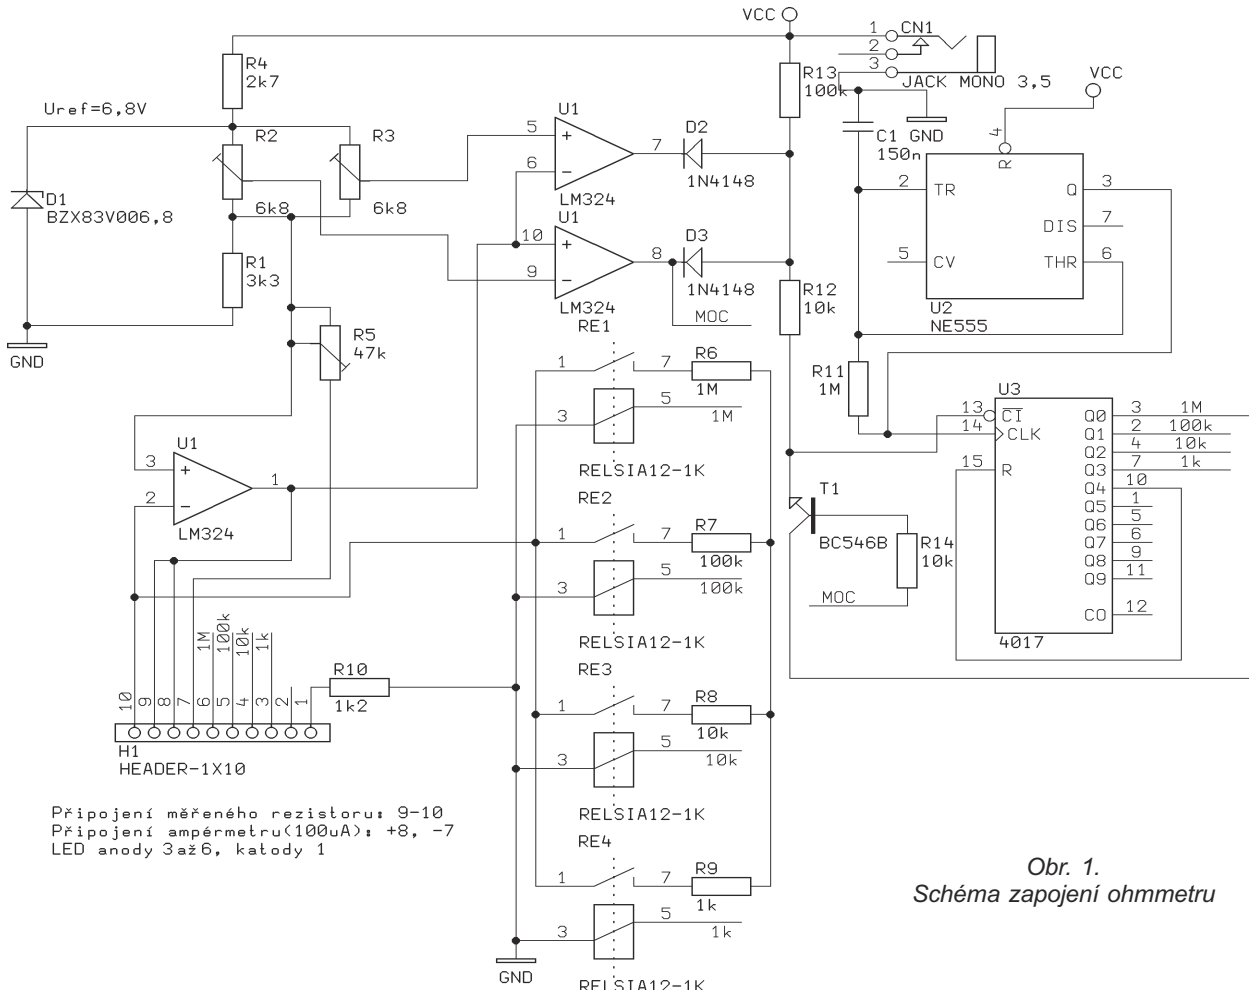 VCC
1 CN1
2
3
JACK MONO 3,5
R4
2k7
R13
100k
VCC
Uref=6,8V
U1
C1
150n
GND
4
R2
R3
5
+
7
D2
R
6
-
1N4148
2
TR
Q
3
D1
BZX83V006,8
6k8
6k8
LM324
U1
DIS
7
10
+
8
D3
5
CV
THR
6
R1
3k3
9
-
1N4148
R12
10k
LM324
MOC
U2
NE555
GND
R5
47k
RE1
1
7
R6
1M
R11
1M
3
5
1M
U3
13
CI
Q0
3
1M
14
CLK
Q1
2
100k
Q2
4
10k
15
R
Q3
7
1k
Q4
10
Q5
1
Q6
5
Q7
6
Q8
9
Q9
11
CO
12
4017
U1
3
+
1
2
-
LM324
RELSIA12-1K
RE2
T1
BC546B
R14
10k
MOC
1
7
R7
100k
3
5
100k
RELSIA12-1K
RE3
1M
100k
10k
1k
R10
1k2
10
9
8
7
6
5
4
3
2
1
H1
HEADER-1X10
1
7
R8
10k
3
5
10k
RELSIA12-1K
RE4
Připojení měřeného rezistoru: 9-10
Připojení ampérmetru(100uA): +8, -7
LED anody 3až6, katody 1
1
7
R9
1k
3
5
1k
GND
RELSIA12-1K
Obr. 1.
Schéma zapojení ohmmetru